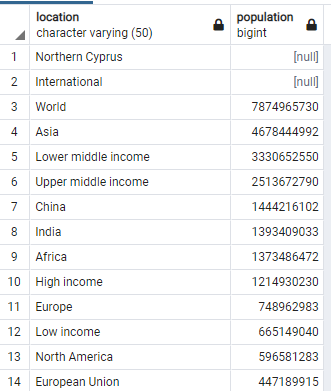 location population
character varying (50) bigint
1 Northern Cyprus [null]
2 International [null]
3 World 7874965730
4 Asia 4678444992
5 Lower middle income 3330652550
6 Upper middle income 2513672790
7 China 1444216102
8 India 1393409033
9 Africa 1373486472
10 High income 1214930230
11 Europe 748962983
12 Low income 665149040
13 North America 596581283
14 European Union 447189915